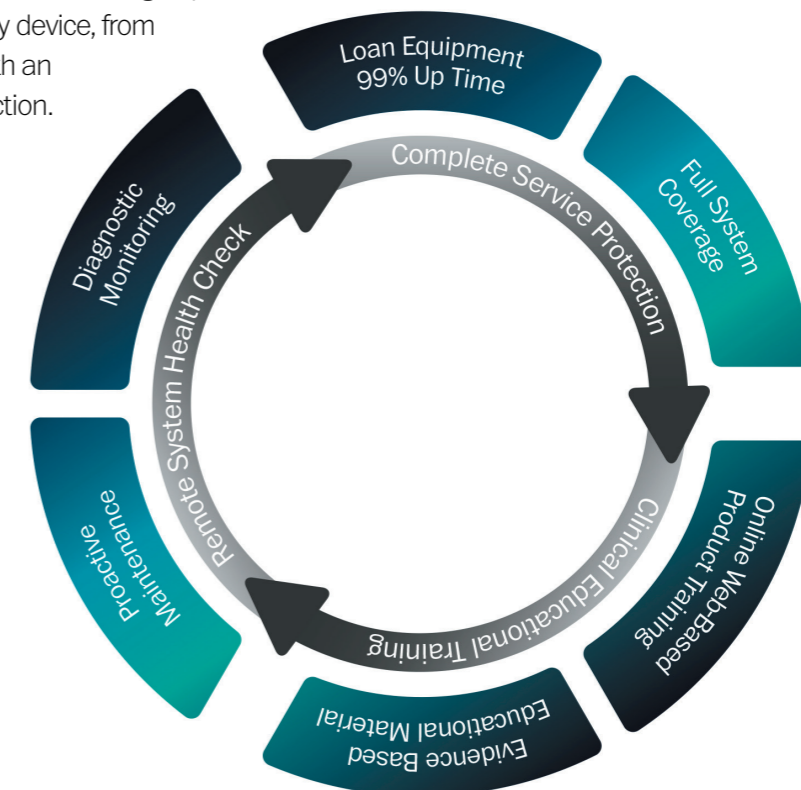 y device, from
an
ction.
Loan Equipment
99% Up Time
Full System
Coverage
Online Web-Based
Product Training
Evidence Based
Educational Material
Proactive
Maintenance
Diagnostic
Monitoring
Complete Service Protection
Clinical Educational Training
Remote System Health Check